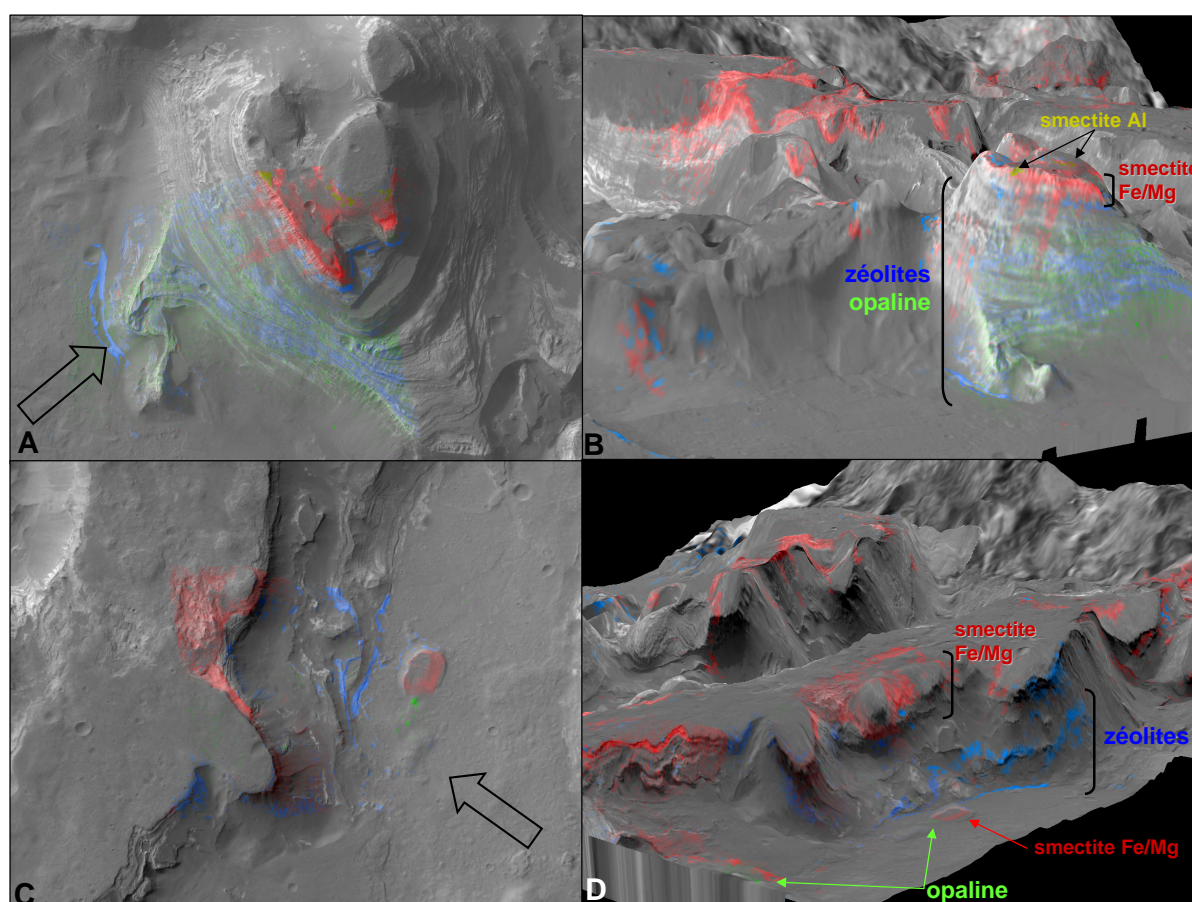 A
B
smectite Al
smectite
Fe/Mg
zéolites
opaline
C
D
smectite
Fe/Mg
zéolites
smectite Fe/Mg
opaline